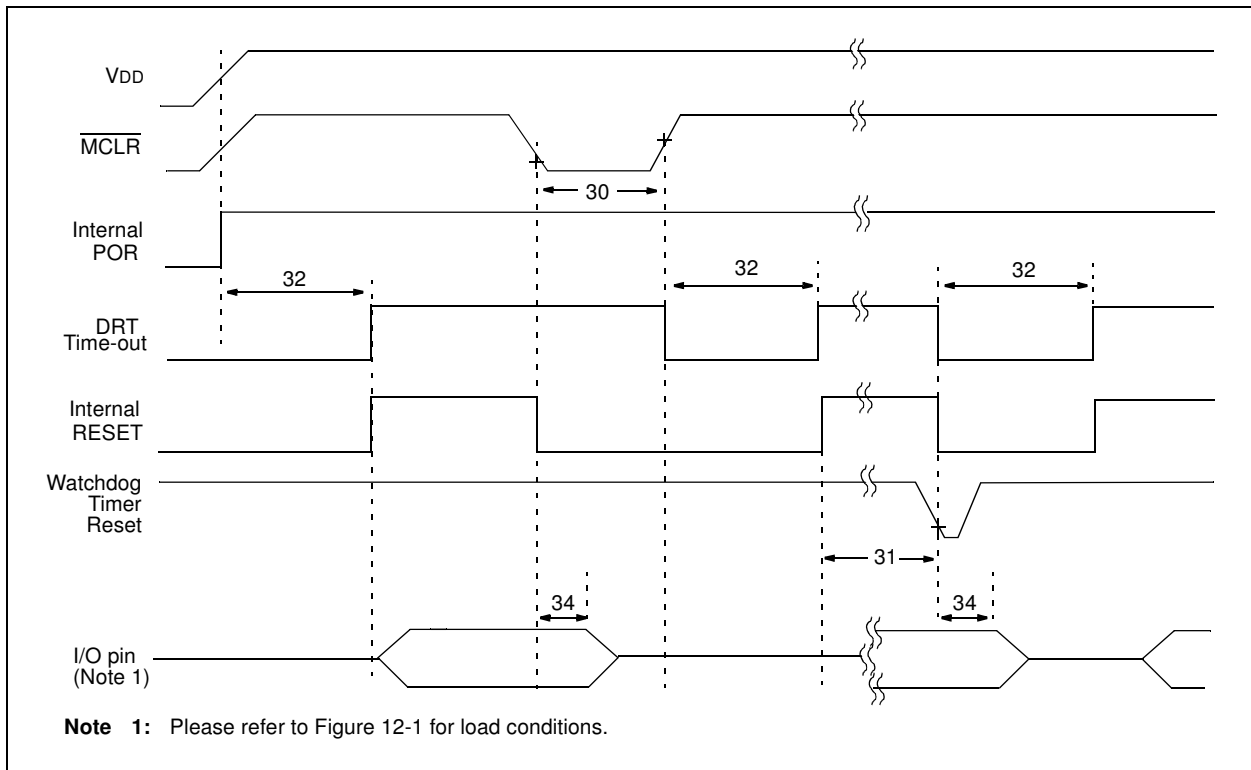 VDD
MCLR
30
Internal
POR
32
32
32
DRT
Time-out
Internal
RESET
Watchdog
Timer
Reset
31
34
34
I/O pin
(Note 1)
Note 1: Please refer to Figure 12-1 for load conditions.